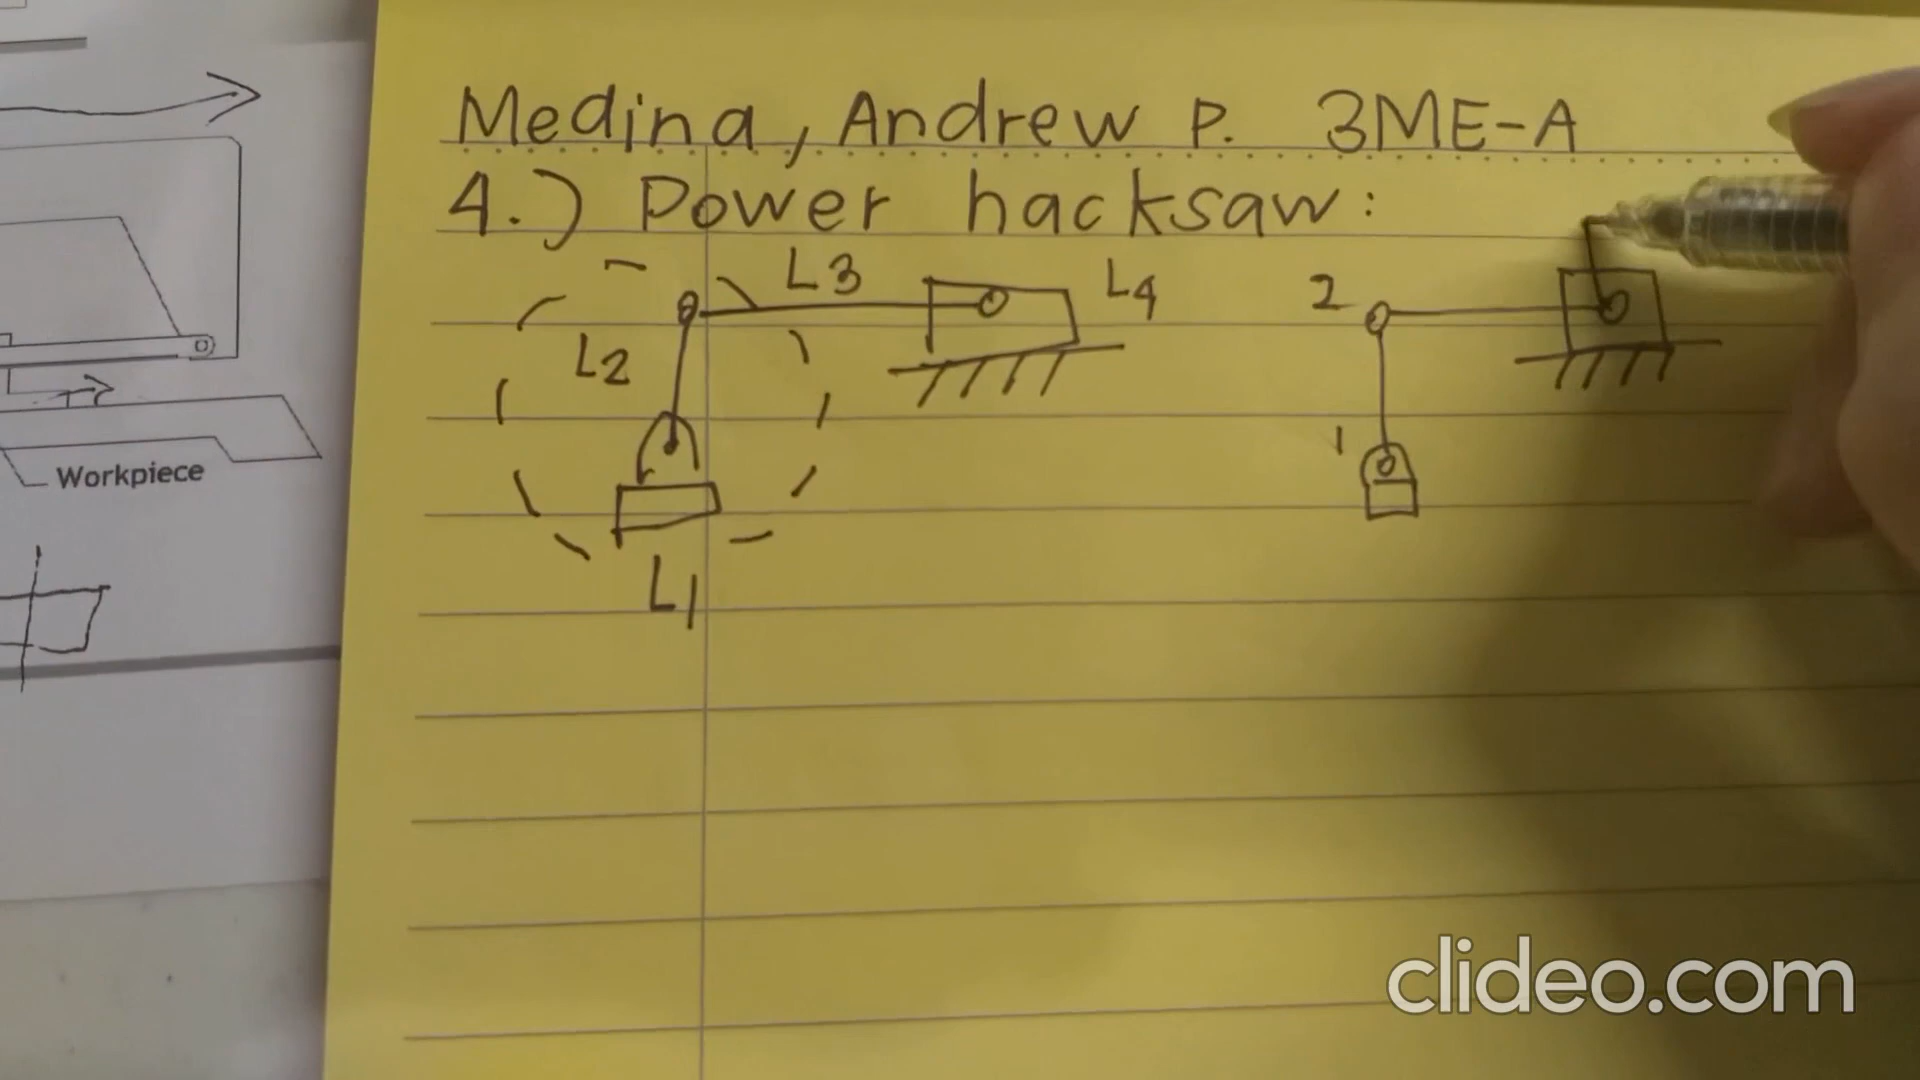 Medina, Andrew P. 3ME-A
4.) Power hacksaw:
L3
L4
L2
L1
2
1
Workpiece
clideo.com